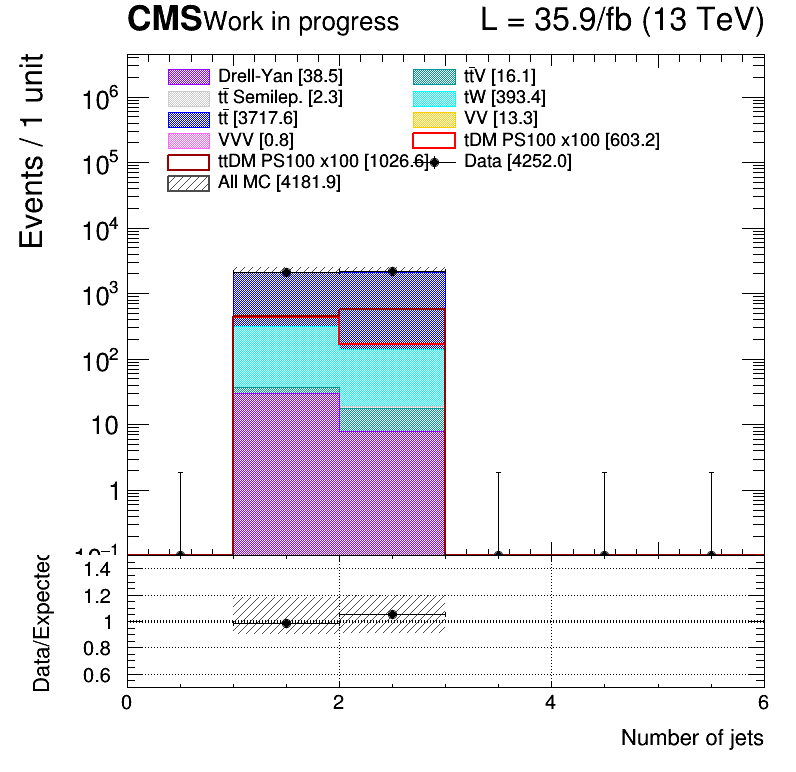 CMS Work in progress L = 35.9/fb (13 TeV)
Events / 1 unit
Drell-Yan [38.5] tt̄V [16.1]
tt̄ Semilep. [2.3] tW [393.4]
tt̄ [3717.6] VV [13.3]
VVV [0.8] tDM PS100 x100 [603.2]
ttDM PS100 x100 [1026.6] Data [4252.0]
All MC [4181.9]
10⁶
10⁵
10⁴
10³
10²
10
1
10⁻¹
Data/Expected
1.4
1.2
1
0.8
0.6
0 2 4 6
Number of jets